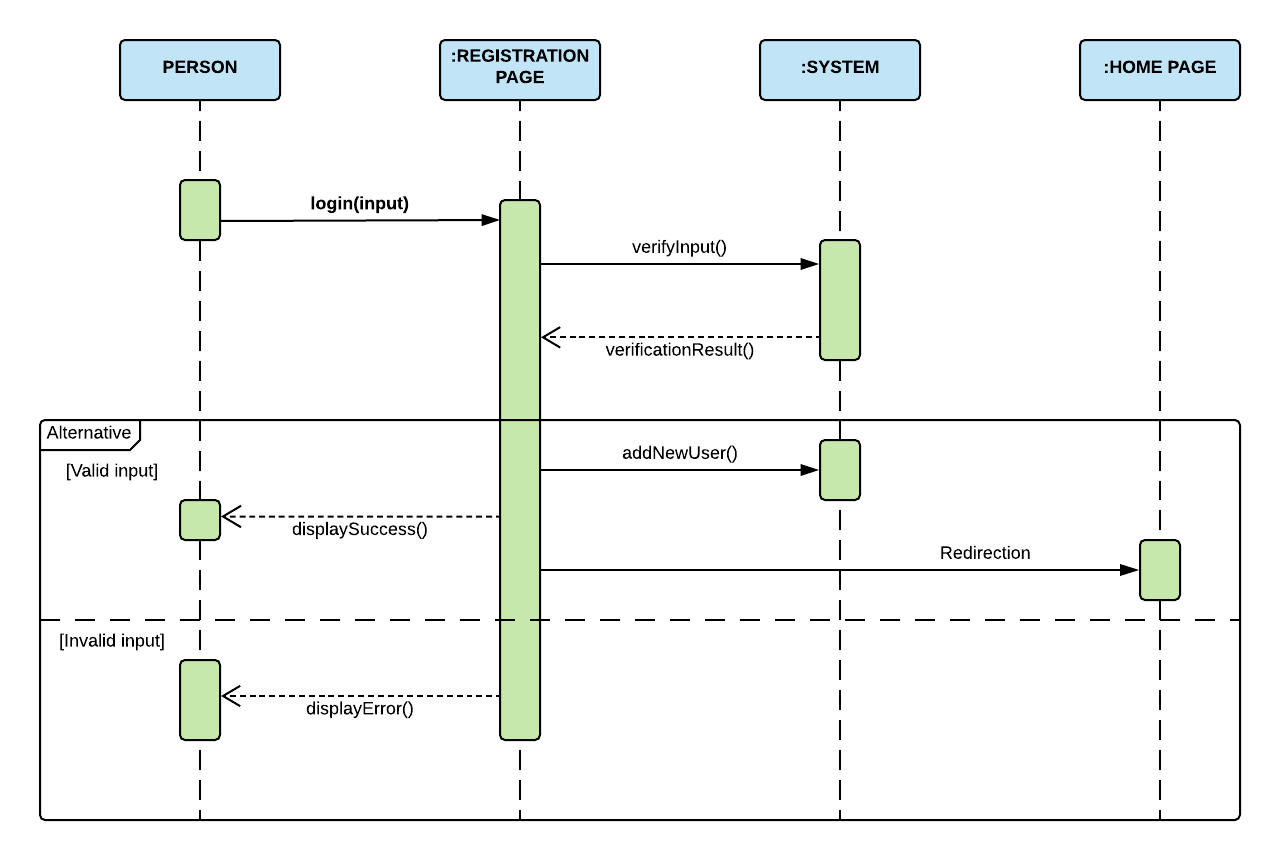 PERSON
:REGISTRATION
PAGE
:SYSTEM
:HOME PAGE
login(input)
verifyInput()
verificationResult()
Alternative
[Valid input]
addNewUser()
displaySuccess()
Redirection
[Invalid input]
displayError()